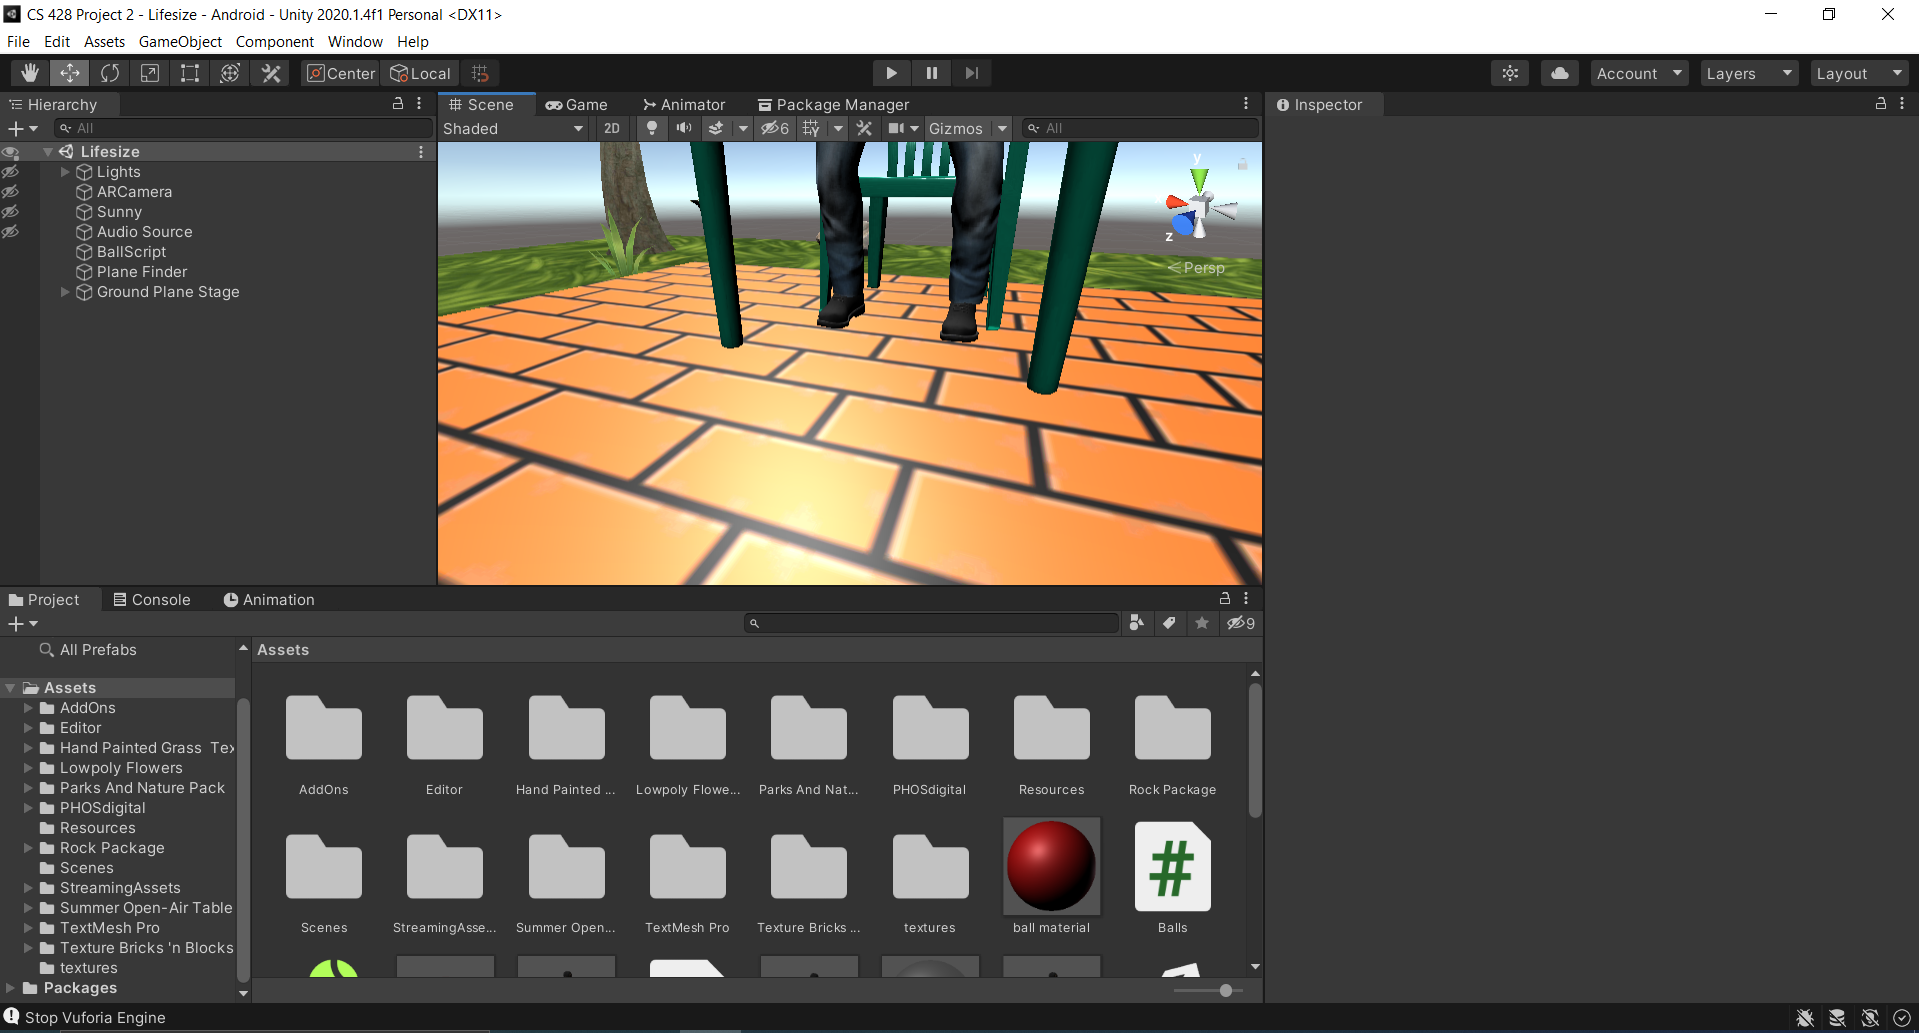 CS 428 Project 2 - Lifesize - Android - Unity 2020.1.4f1 Personal <DX11>
File Edit Assets GameObject Component Window Help
Center Local Account Layers Layout
Hierarchy
All
Lifesize
Lights
ARCamera
Sunny
Audio Source
BallScript
Plane Finder
Ground Plane Stage
Scene Game Animator Package Manager
Shaded 2D 6 Gizmos All
y
z
Persp
Inspector
Project Console Animation
9
All Prefabs
Assets
AddOns
Editor
Hand Painted Grass Tex
Lowpoly Flowers
Parks And Nature Pack
PHOSdigital
Resources
Rock Package
Scenes
StreamingAssets
Summer Open-Air Table
TextMesh Pro
Texture Bricks 'n Blocks
textures
Packages
Assets
AddOns Editor Hand Painted ... Lowpoly Flowe... Parks And Nat... PHOSdigital Resources Rock Package
Scenes StreamingAsse... Summer Open... TextMesh Pro Texture Bricks ... textures ball material Balls
Stop Vuforia Engine